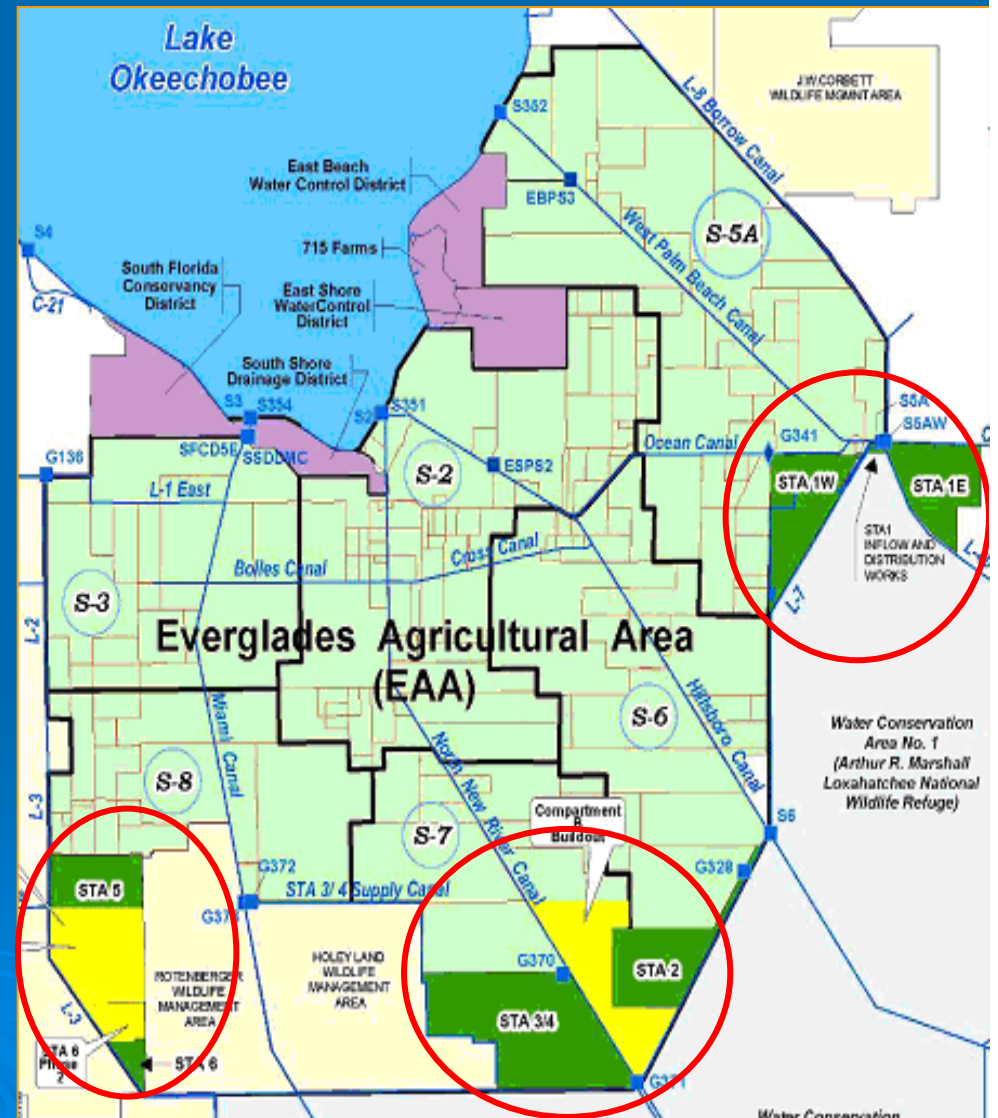 Lake
Okeechobee
J.W.CORBETT
WILDLIFE MGMNT AREA
L-8 Borrow Canal
S352
East Beach
Water Control District
EBPS3
S-5A
West Palm Beach Canal
S4
C-21
715 Farms
South Florida
Conservancy
District
East Shore
WaterControl
District
South Shore
Drainage District
S3
S354
S2
S351
SFCD5E
SSDDMC
G136
L-1 East
S-2
ESPS2
Ocean Canal
G341
S5A
S5AW
STA 1W
STA 1E
STA1
INFLOW AND
DISTRIBUTION
WORKS
L-7
Bolles Canal
Cross Canal
S-3
L-2
Everglades Agricultural Area
(EAA)
Miami Canal
North New River Canal
Hillsboro Canal
S-6
Water Conservation
Area No. 1
(Arthur R. Marshall
Loxahatchee National
Wildlife Refuge)
L-3
S-8
S-7
Compartment
B
Buildout
S6
STA 5
G372
STA 3/ 4 Supply Canal
G328
ROTENBERGER
WILDLIFE
MANAGEMENT
AREA
HOLEY LAND
WILDLIFE
MANAGEMENT
AREA
G370
STA 2
STA 3/4
L-3
STA 6
Phase
2
STA 6
G371
Water Conservation